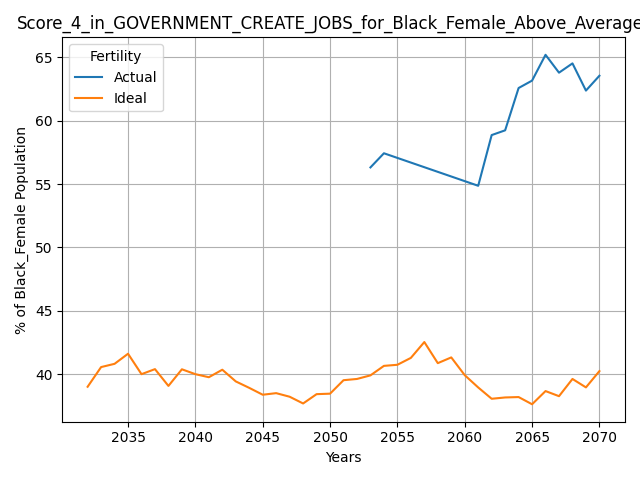 Score_4_in_GOVERNMENT_CREATE_JOBS_for_Black_Female_Above_Average
Fertility
Actual
Ideal
% of Black_Female Population
65
60
55
50
45
40
2035 2040 2045 2050 2055 2060 2065 2070
Years